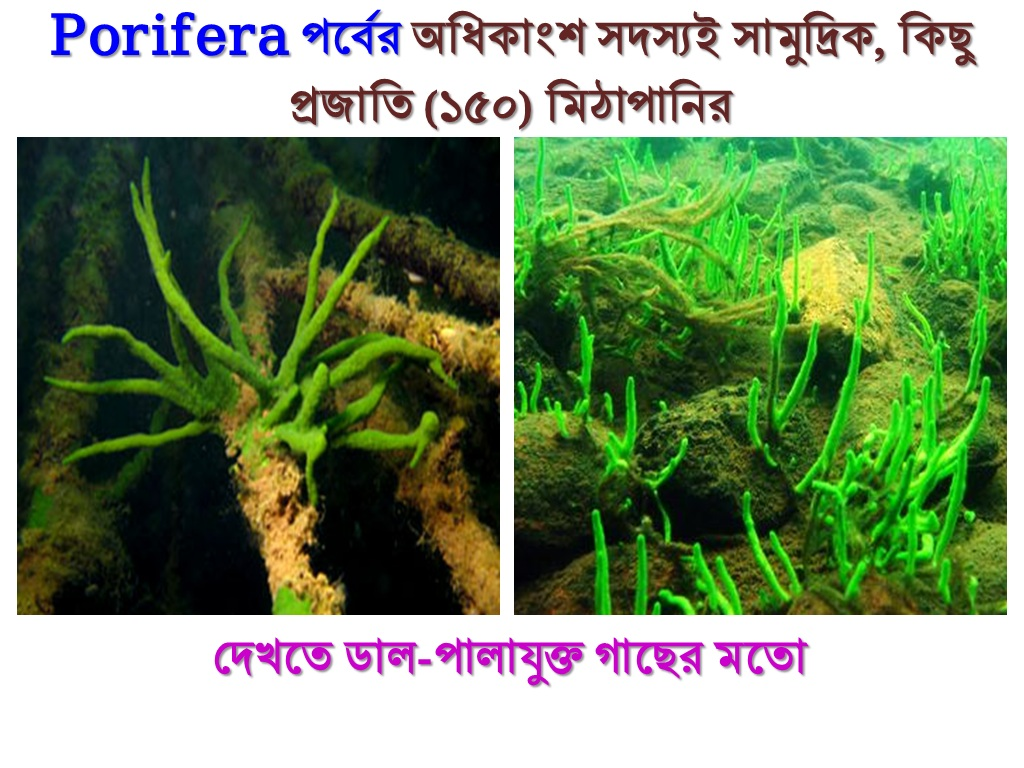 Porifera পর্বের অধিকাংশ সদস্যই সামুদ্রিক, কিছু
প্রজাতি (১৫০) মিঠাপানির
দেখতে ডাল-পালাযুক্ত গাছের মতো